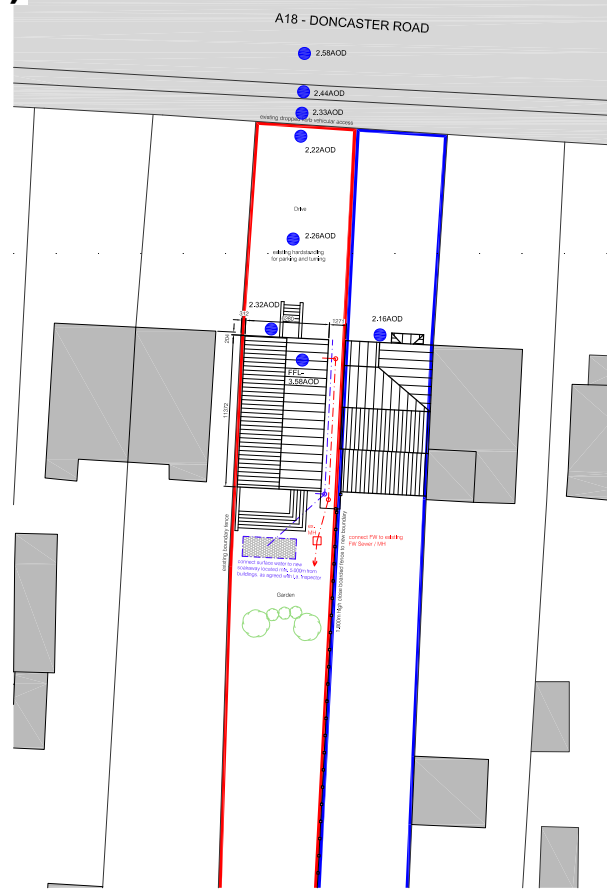 A18 - DONCASTER ROAD
2.58AOD
2.44AOD
2.33AOD
existing dropped kerb vehicular access
2.22AOD
Drive
2.26AOD
existing hardstanding
for parking and turning
2.32AOD
2.16AOD
FFL-
3.58AOD
11372
existing boundary fence
MH
connect FW to existing
FW Sewer / MH
1.800m High close boarded fence to new boundary
connect surface water to new
soakaway located min. 5.000m from
buildings. as agreed with
Inspector
Garden